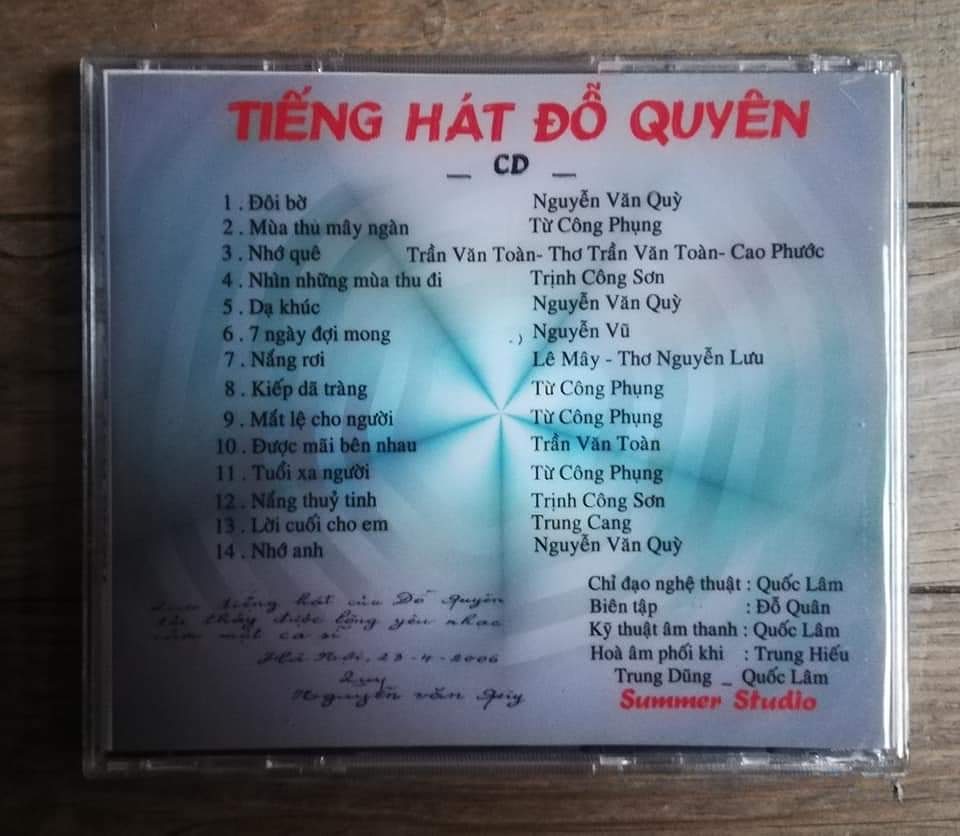 TIẾNG HÁT ĐỖ QUYÊN
_ CD _
1 . Đôi bờ Nguyễn Văn Quỳ
2 . Mùa thu mây ngàn Từ Công Phụng
3 . Nhớ quê Trần Văn Toàn- Thơ Trần Văn Toàn- Cao Phước
4 . Nhìn những mùa thu đi Trịnh Công Sơn
5 . Dạ khúc Nguyễn Văn Quỳ
6 . 7 ngày đợi mong Nguyễn Vũ
7 . Nắng rơi Lê Mây - Thơ Nguyễn Lưu
8 . Kiếp dã tràng Từ Công Phụng
9 . Mắt lệ cho người Từ Công Phụng
10 . Được mãi bên nhau Trần Văn Toàn
11 . Tuổi xa người Từ Công Phụng
12 . Nắng thuỷ tinh Trịnh Công Sơn
13 . Lời cuối cho em Trung Cang
14 . Nhớ anh Nguyễn Văn Quỳ
tiếng hát của Đỗ Quyên
thấy được lòng yêu nhạc
một ca sĩ
Hà Nội, 23-4-2006
Quy
Nguyễn văn Quỳ
Chỉ đạo nghệ thuật : Quốc Lâm
Biên tập : Đỗ Quân
Kỹ thuật âm thanh : Quốc Lâm
Hoà âm phối khi : Trung Hiếu
Trung Dũng _ Quốc Lâm
Summer Studio